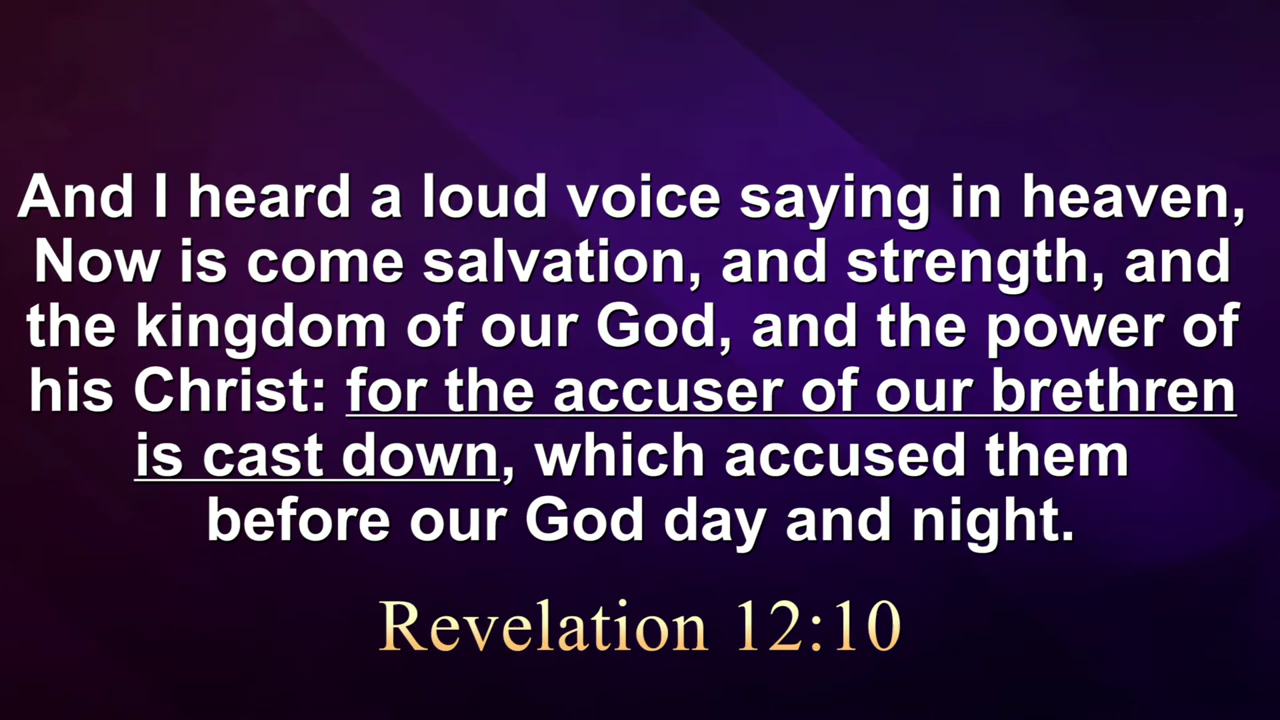 And I heard a loud voice saying in heaven,
Now is come salvation, and strength, and
the kingdom of our God, and the power of
his Christ: for the accuser of our brethren
is cast down, which accused them
before our God day and night.
Revelation 12:10